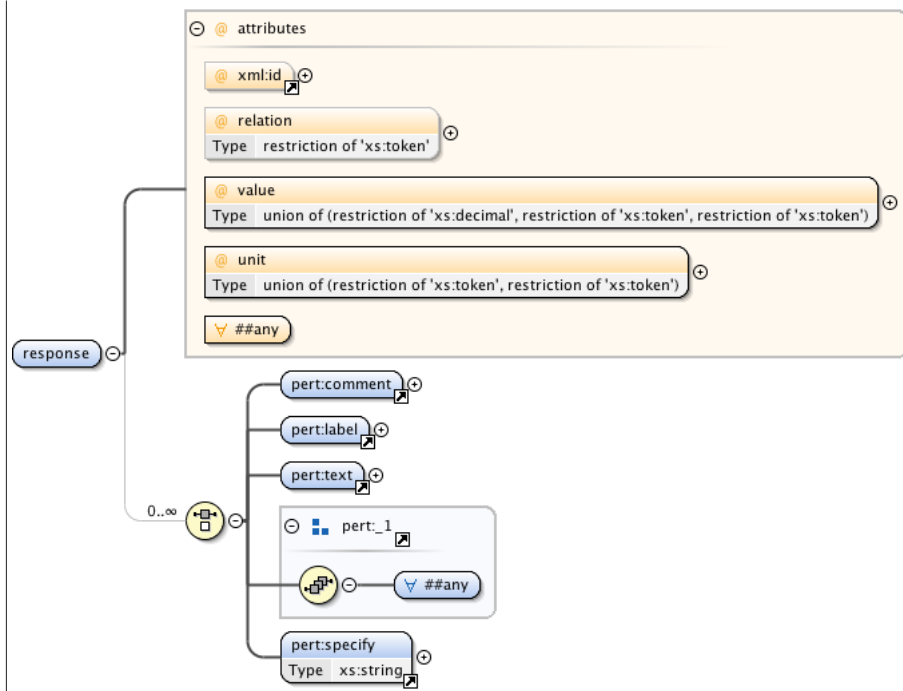 @ attributes
@ xml:id
@ relation
Type restriction of 'xs:token'
@ value
Type union of (restriction of 'xs:decimal', restriction of 'xs:token', restriction of 'xs:token')
@ unit
Type union of (restriction of 'xs:token', restriction of 'xs:token')
∀ ##any
response
pert:comment
pert:label
pert:text
0..∞
pert:_1
∀ ##any
pert:specify
Type xs:string